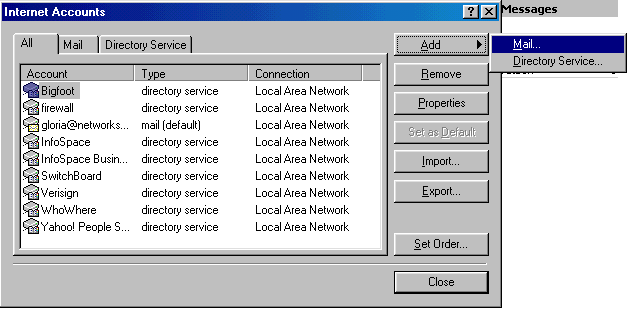 Internet Accounts
Messages
All Mail Directory Service
Add
Mail...
Directory Service...
Account Type Connection
Bigfoot directory service Local Area Network
firewall directory service Local Area Network
gloria@networks... mail (default) Local Area Network
InfoSpace directory service Local Area Network
InfoSpace Busin... directory service Local Area Network
SwitchBoard directory service Local Area Network
Verisign directory service Local Area Network
WhoWhere directory service Local Area Network
Yahoo! People S... directory service Local Area Network
Remove
Properties
Set as Default
Import...
Export...
Set Order...
Close